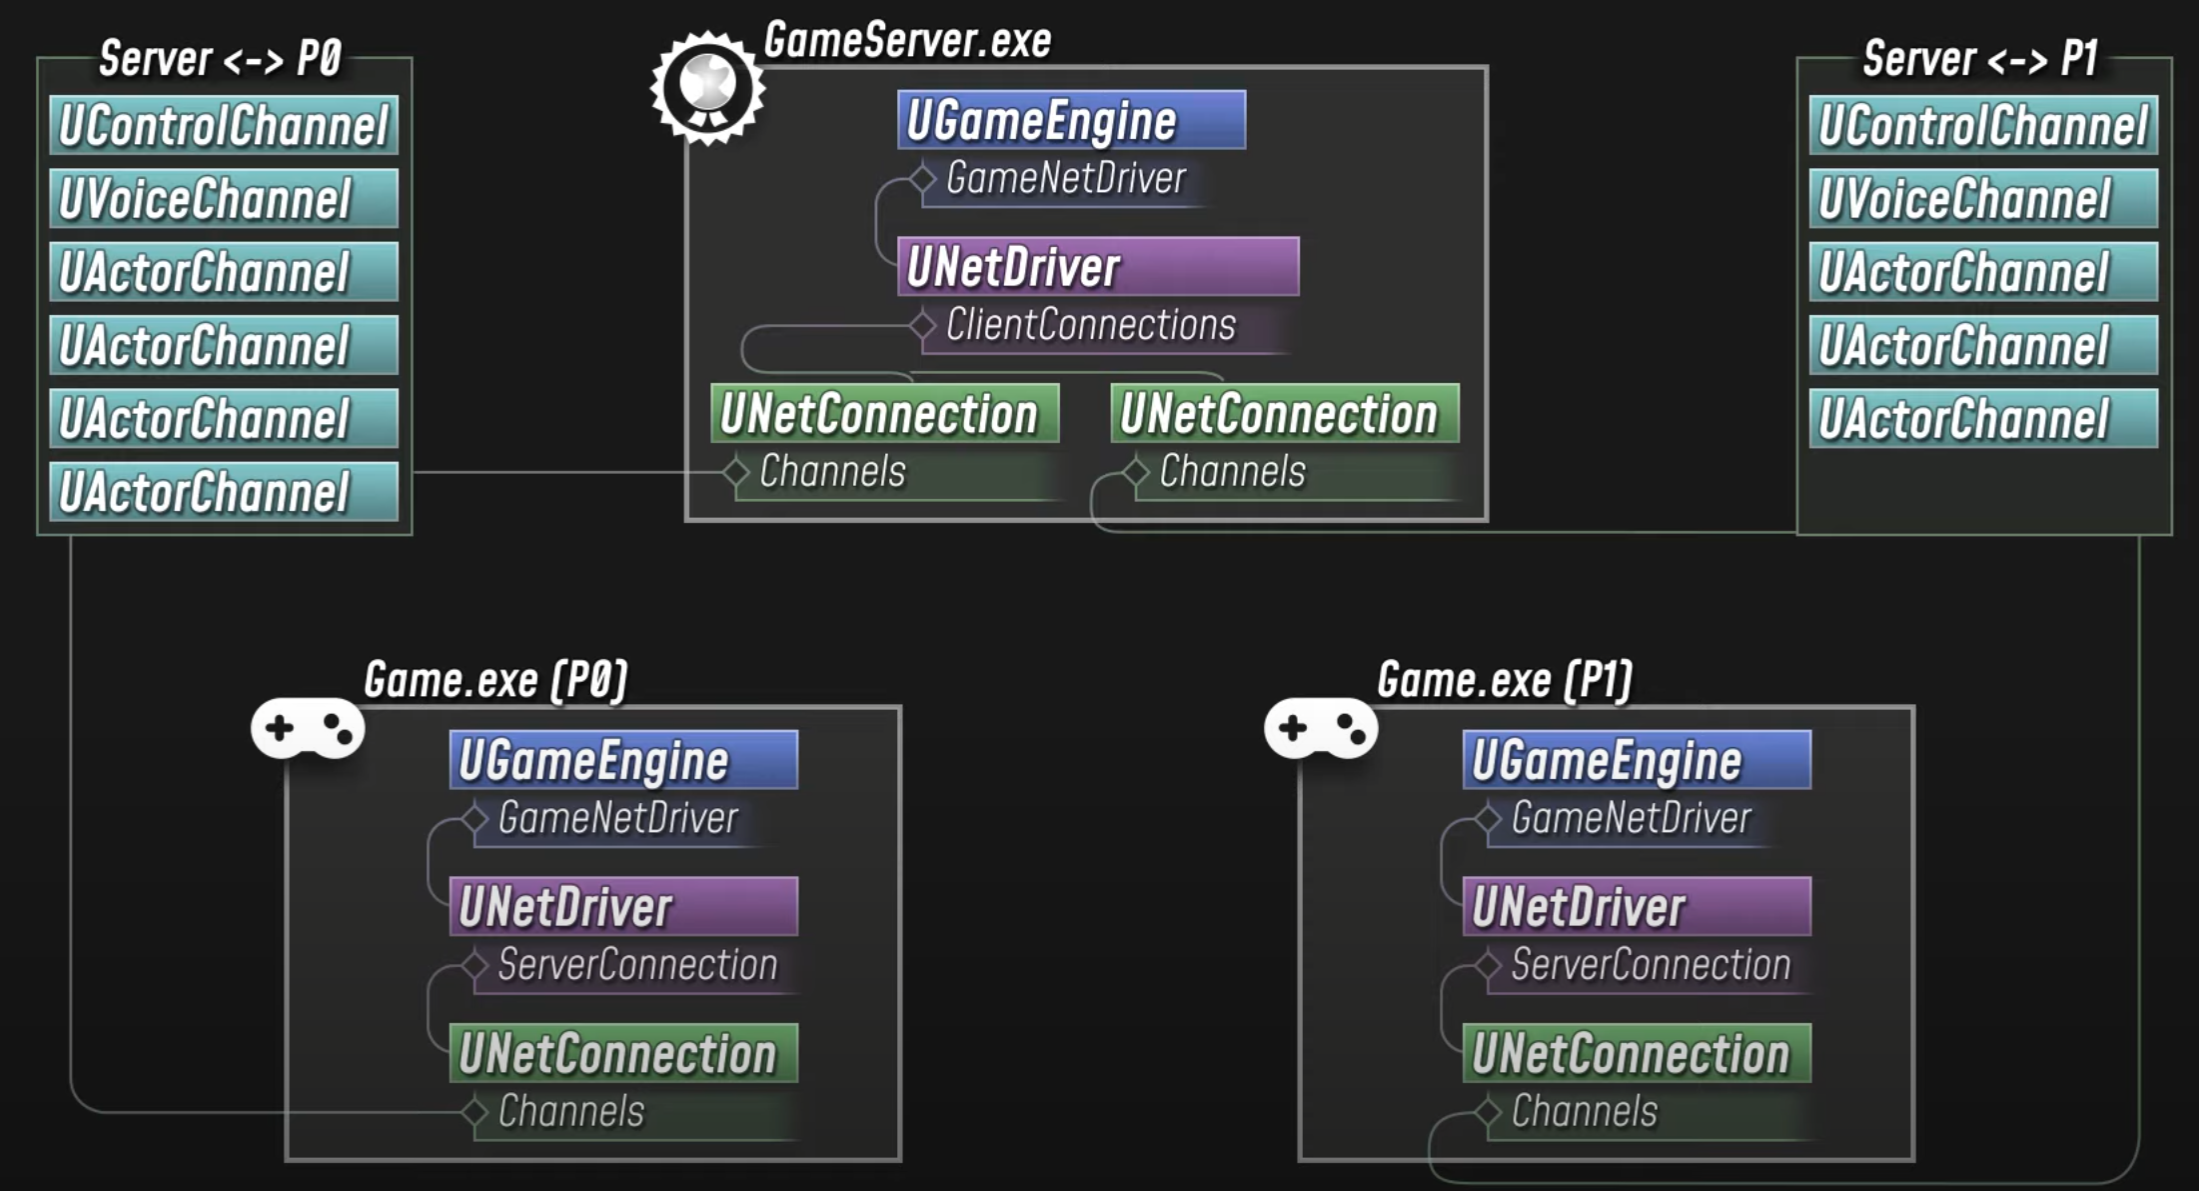 Server <-> P0
UControlChannel
UVoiceChannel
UActorChannel
UActorChannel
UActorChannel
UActorChannel
GameServer.exe
UGameEngine
GameNetDriver
UNetDriver
ClientConnections
UNetConnection
Channels
UNetConnection
Channels
Server <-> P1
UControlChannel
UVoiceChannel
UActorChannel
UActorChannel
UActorChannel
Game.exe (P0)
UGameEngine
GameNetDriver
UNetDriver
ServerConnection
UNetConnection
Channels
Game.exe (P1)
UGameEngine
GameNetDriver
UNetDriver
ServerConnection
UNetConnection
Channels